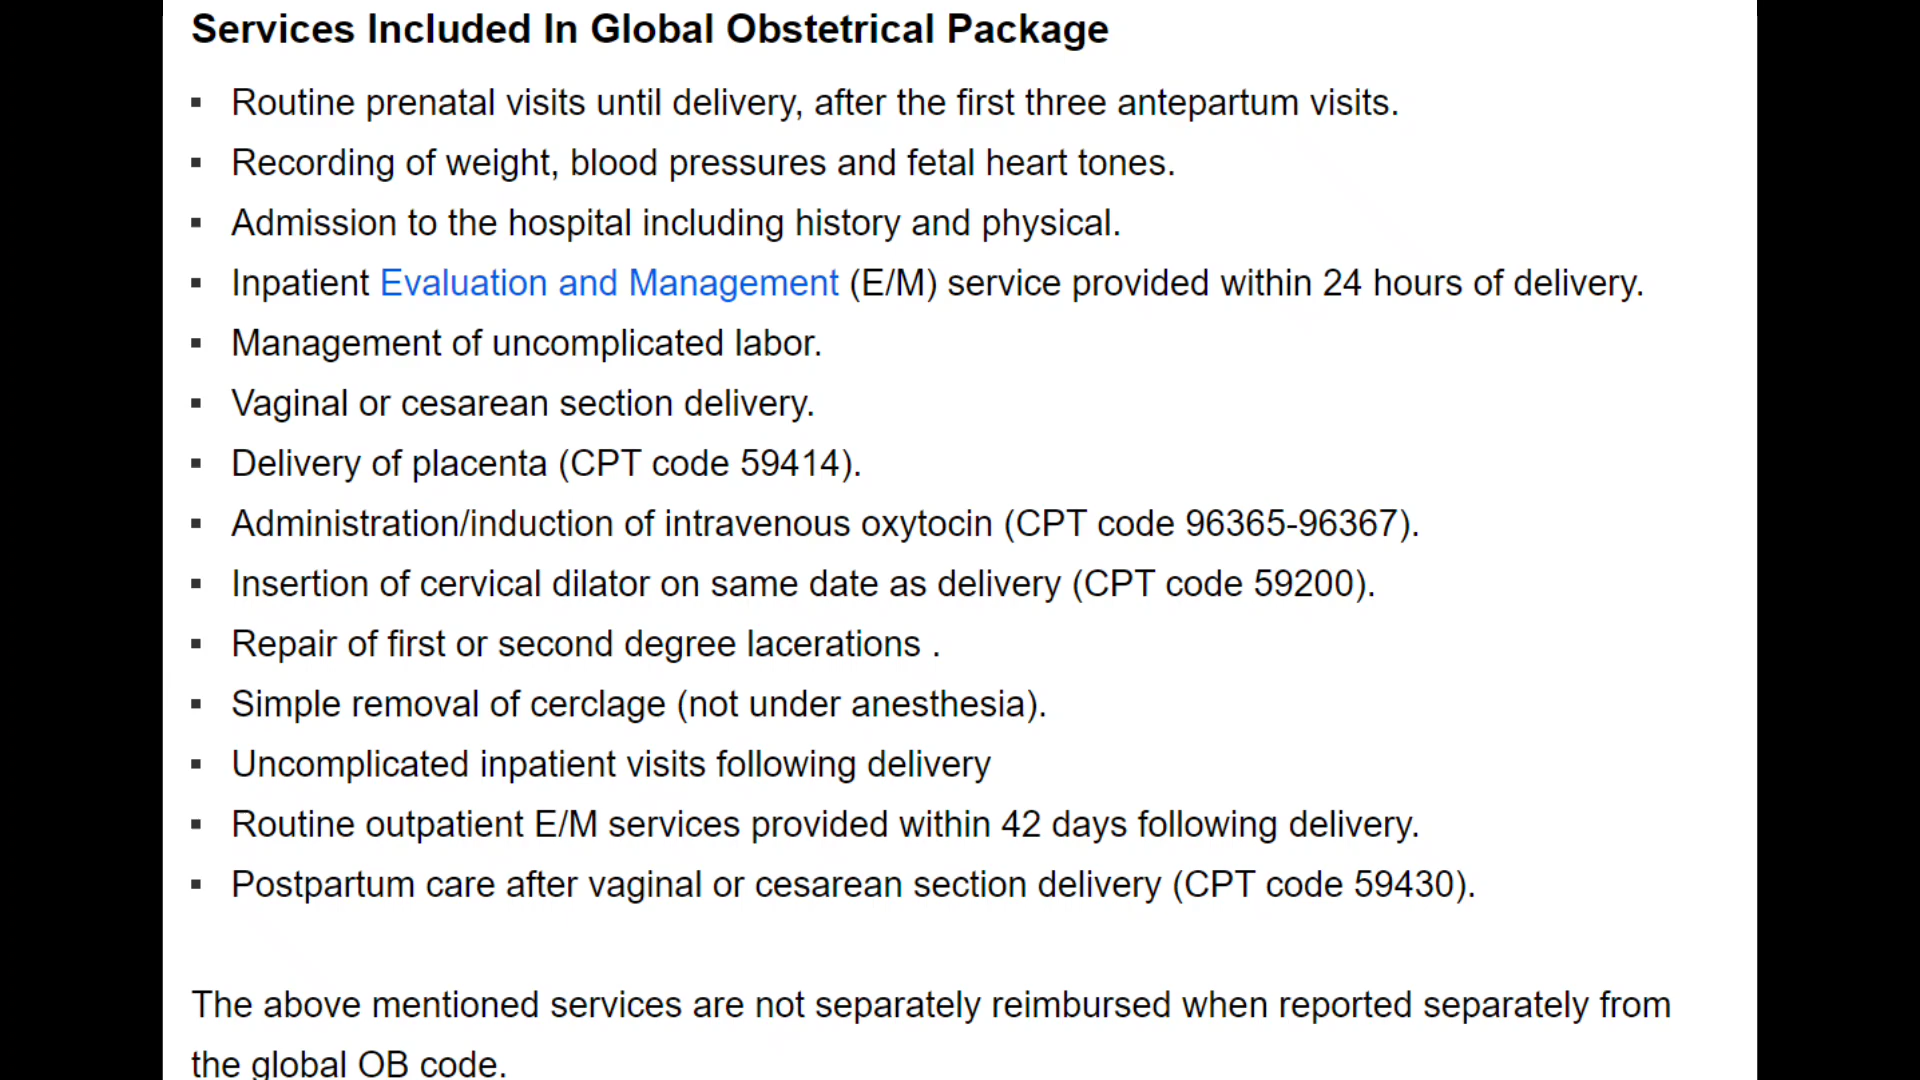 Services Included In Global Obstetrical Package
▪ Routine prenatal visits until delivery, after the first three antepartum visits.
▪ Recording of weight, blood pressures and fetal heart tones.
▪ Admission to the hospital including history and physical.
▪ Inpatient Evaluation and Management (E/M) service provided within 24 hours of delivery.
▪ Management of uncomplicated labor.
▪ Vaginal or cesarean section delivery.
▪ Delivery of placenta (CPT code 59414).
▪ Administration/induction of intravenous oxytocin (CPT code 96365-96367).
▪ Insertion of cervical dilator on same date as delivery (CPT code 59200).
▪ Repair of first or second degree lacerations .
▪ Simple removal of cerclage (not under anesthesia).
▪ Uncomplicated inpatient visits following delivery
▪ Routine outpatient E/M services provided within 42 days following delivery.
▪ Postpartum care after vaginal or cesarean section delivery (CPT code 59430).
The above mentioned services are not separately reimbursed when reported separately from
the global OB code.